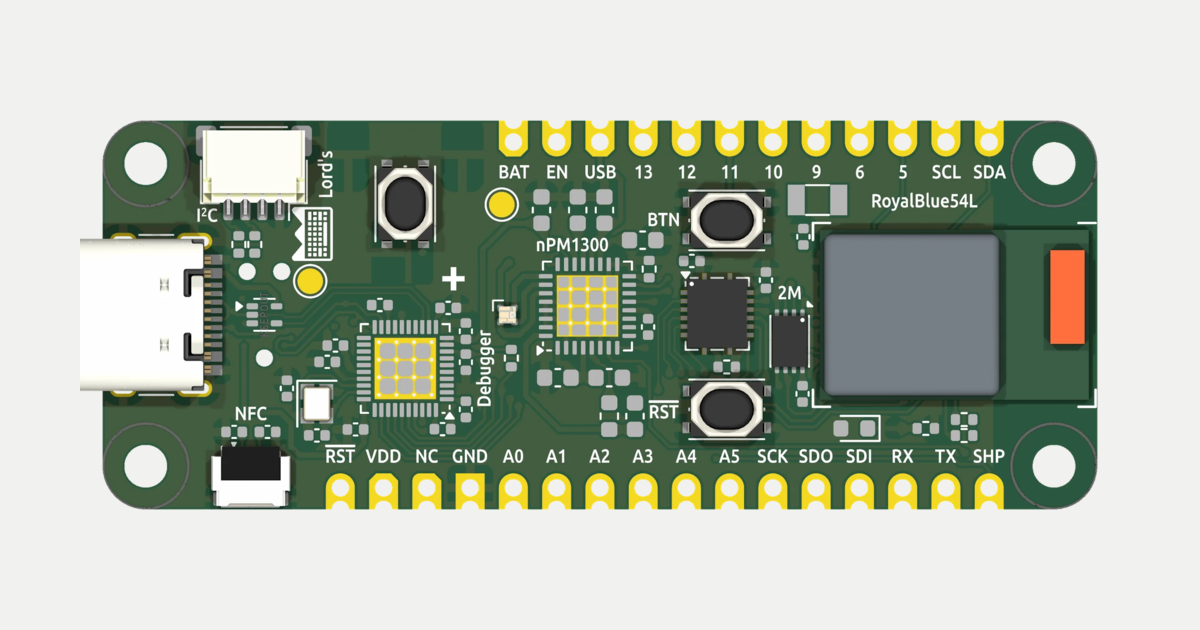 BAT EN USB 13 12 11 10 9 6 5 SCL SDA
Lord's
I²C
RoyalBlue54L
BTN
nPM1300
2M
Debugger
RST
NFC
RST VDD NC GND A0 A1 A2 A3 A4 A5 SCK SDO SDI RX TX SHP